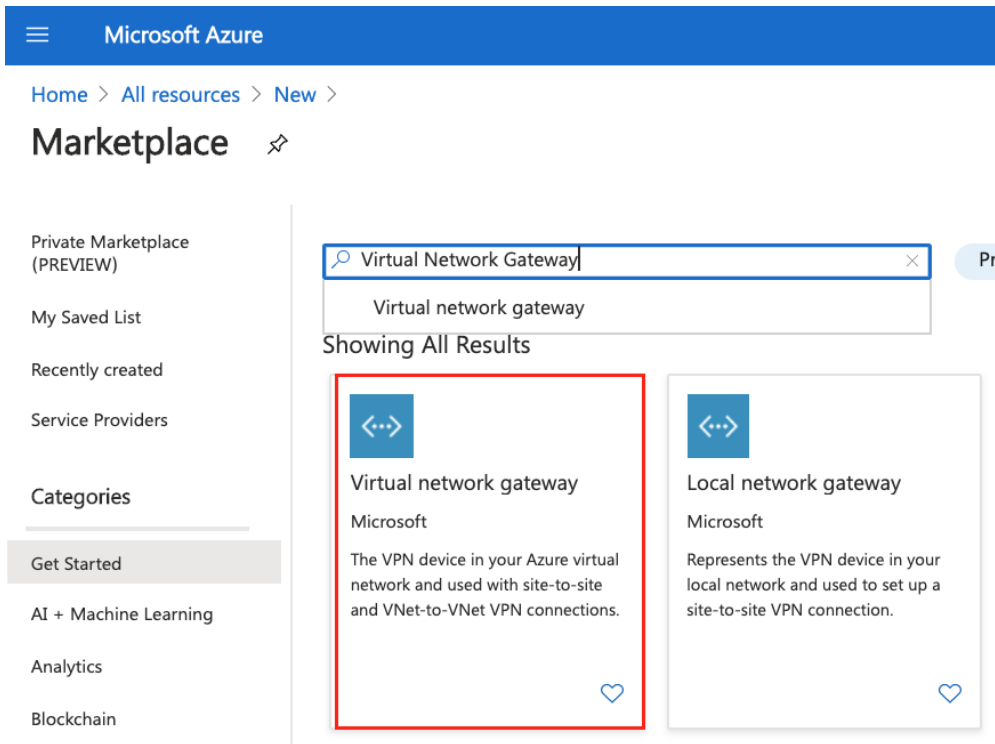 Microsoft Azure
Home > All resources > New >
Marketplace
Private Marketplace
(PREVIEW)
My Saved List
Recently created
Service Providers
Categories
Get Started
AI + Machine Learning
Analytics
Blockchain
Virtual Network Gateway
Pr
Virtual network gateway
Showing All Results
Virtual network gateway
Microsoft
The VPN device in your Azure virtual
network and used with site-to-site
and VNet-to-VNet VPN connections.
Local network gateway
Microsoft
Represents the VPN device in your
local network and used to set up a
site-to-site VPN connection.